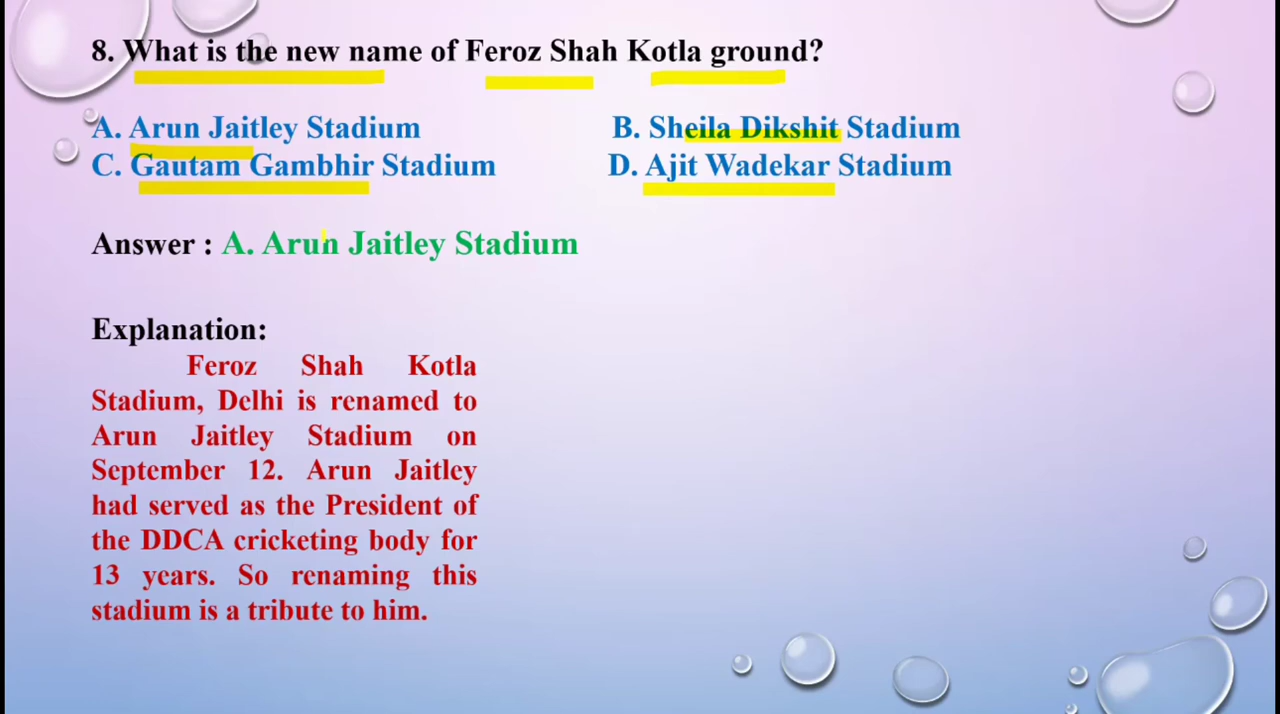 8. What is the new name of Feroz Shah Kotla ground?
A. Arun Jaitley Stadium B. Sheila Dikshit Stadium
C. Gautam Gambhir Stadium D. Ajit Wadekar Stadium
Answer : A. Arun Jaitley Stadium
Explanation:
Feroz Shah Kotla
Stadium, Delhi is renamed to
Arun Jaitley Stadium on
September 12. Arun Jaitley
had served as the President of
the DDCA cricketing body for
13 years. So renaming this
stadium is a tribute to him.